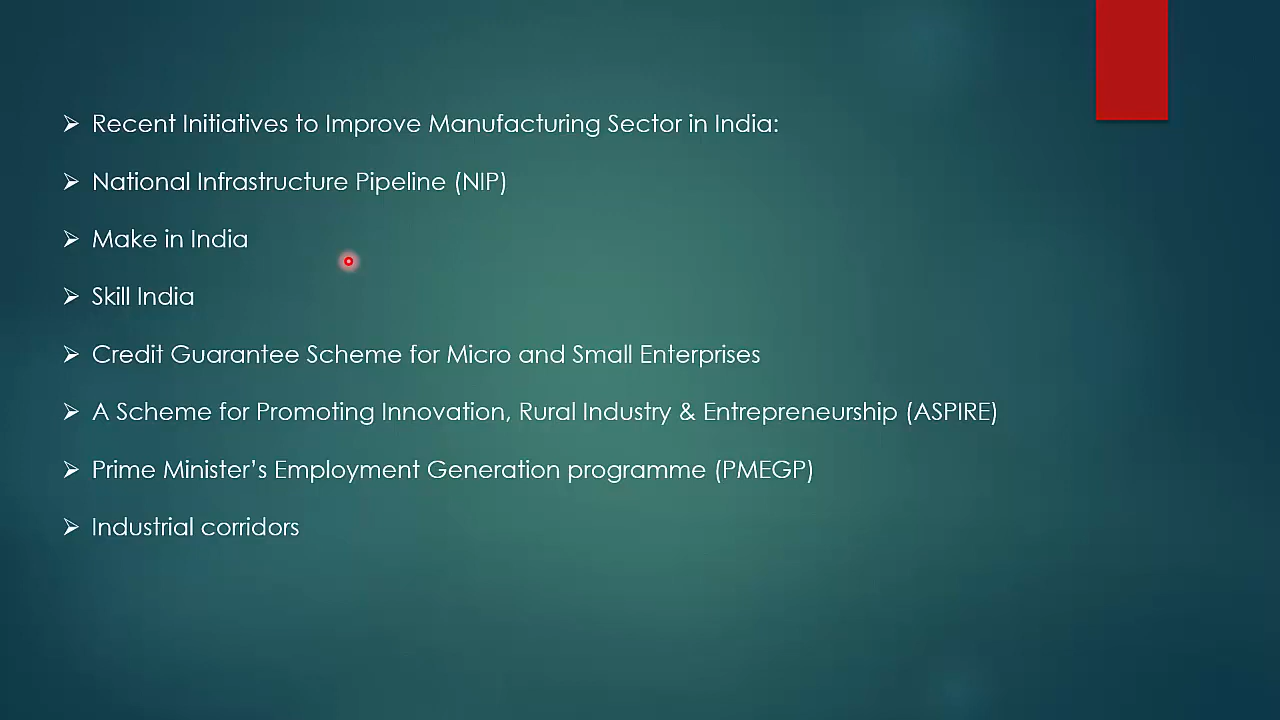 Recent Initiatives to Improve Manufacturing Sector in India:
National Infrastructure Pipeline (NIP)
Make in India
Skill India
Credit Guarantee Scheme for Micro and Small Enterprises
A Scheme for Promoting Innovation, Rural Industry & Entrepreneurship (ASPIRE)
Prime Minister’s Employment Generation programme (PMEGP)
Industrial corridors